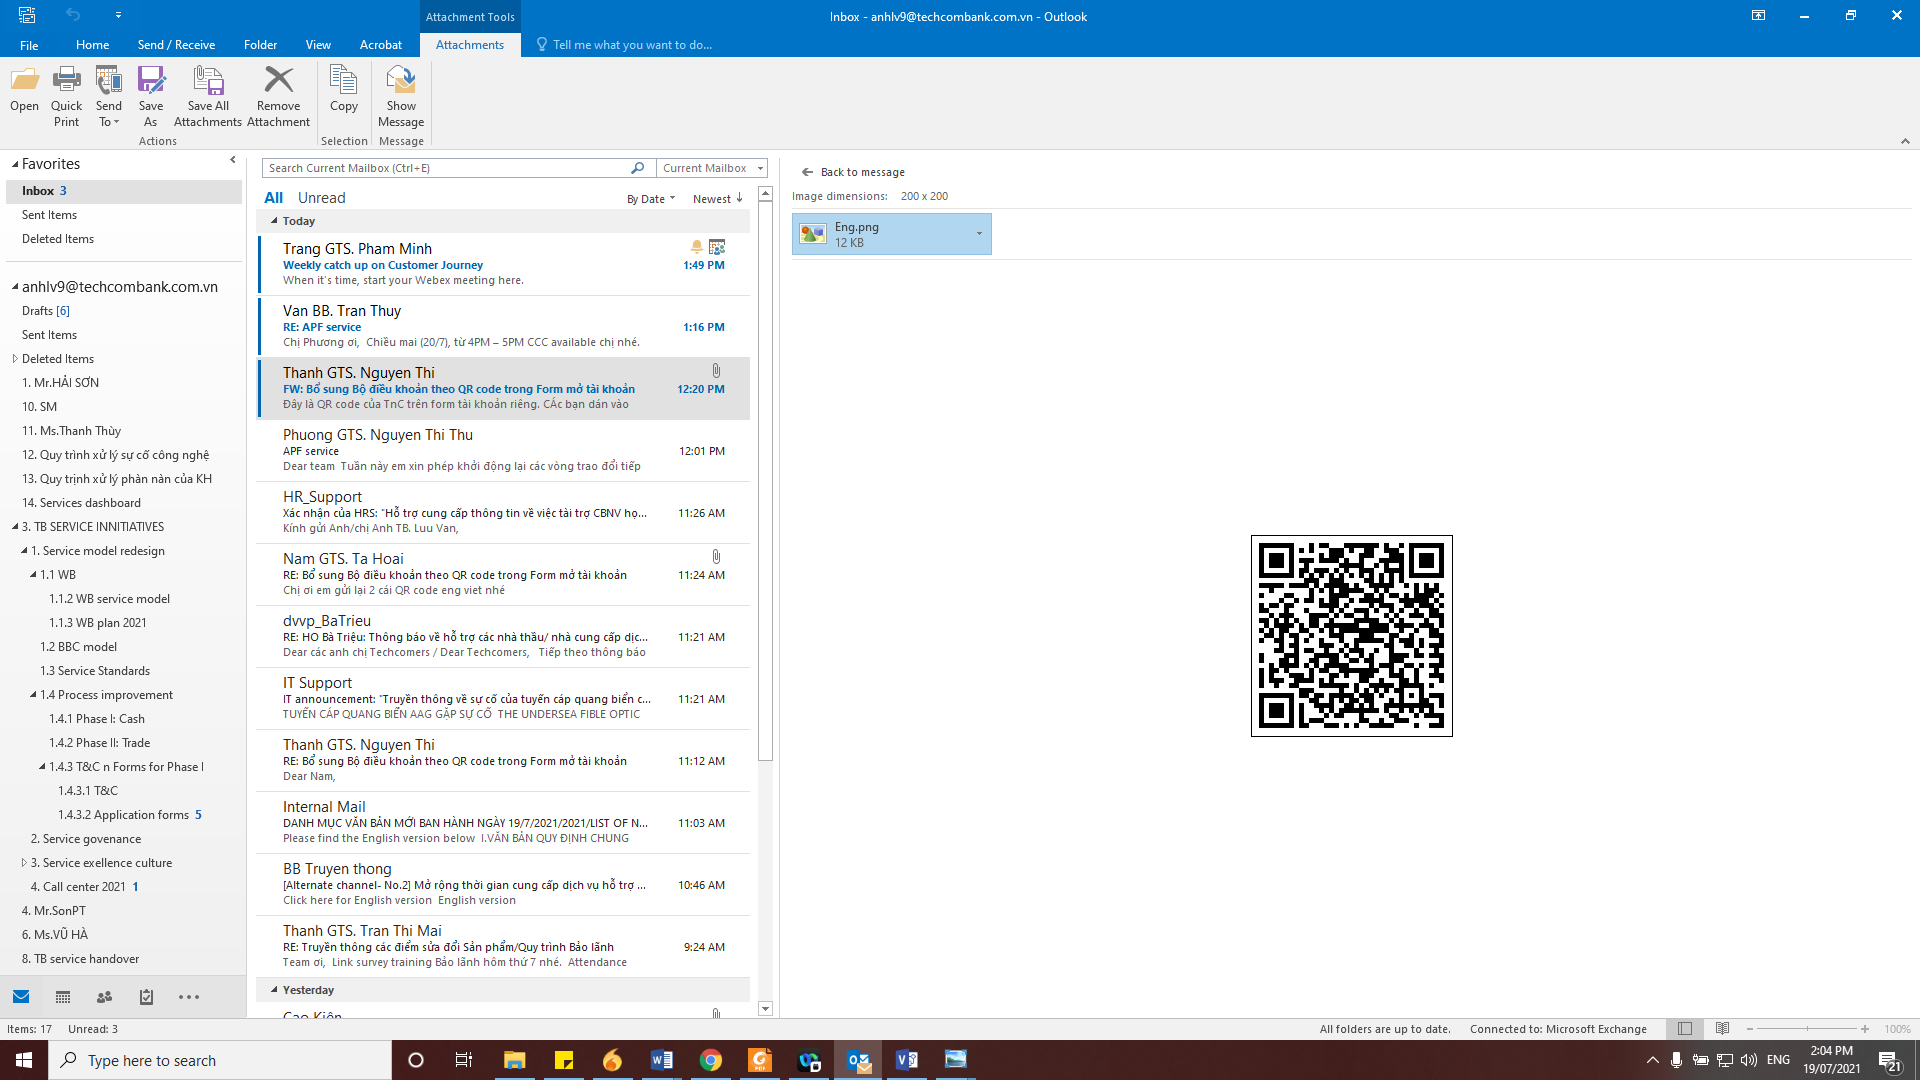 Attachment Tools
Inbox - anhlv9@techcombank.com.vn - Outlook
File
Home
Send / Receive
Folder
View
Acrobat
Attachments
Tell me what you want to do...
Open
Quick Print
Send To
Save As
Save All Attachments
Remove Attachment
Copy
Show Message
Actions
Selection
Message
Favorites
Inbox 3
Sent Items
Deleted Items
anhlv9@techcombank.com.vn
Drafts [6]
Sent Items
Deleted Items
1. Mr.HẢI SƠN
10. SM
11. Ms.Thanh Thùy
12. Quy trình xử lý sự cố công nghệ
13. Quy trịnh xử lý phàn nàn của KH
14. Services dashboard
3. TB SERVICE INNITIATIVES
1. Service model redesign
1.1 WB
1.1.2 WB service model
1.1.3 WB plan 2021
1.2 BBC model
1.3 Service Standards
1.4 Process improvement
1.4.1 Phase I: Cash
1.4.2 Phase II: Trade
1.4.3 T&C n Forms for Phase I
1.4.3.1 T&C
1.4.3.2 Application forms 5
2. Service govenance
3. Service exellence culture
4. Call center 2021 1
4. Mr.SonPT
6. Ms.VŨ HÀ
8. TB service handover
Search Current Mailbox (Ctrl+E)
Current Mailbox
All Unread
By Date Newest
Today
Trang GTS. Pham Minh
Weekly catch up on Customer Journey 1:49 PM
When it's time, start your Webex meeting here.
Van BB. Tran Thuy
RE: APF service 1:16 PM
Chị Phương ơi, Chiều mai (20/7), từ 4PM – 5PM CCC available chị nhé.
Thanh GTS. Nguyen Thi
FW: Bổ sung Bộ điều khoản theo QR code trong Form mở tài khoản 12:20 PM
Đây là QR code của TnC trên form tài khoản riêng. CÁc bạn dán vào
Phuong GTS. Nguyen Thi Thu
APF service 12:01 PM
Dear team Tuần này em xin phép khởi động lại các vòng trao đổi tiếp
HR_Support
Xác nhận của HRS: "Hỗ trợ cung cấp thông tin về việc tài trợ CBNV họ... 11:26 AM
Kính gửi Anh/chị Anh TB. Luu Van,
Nam GTS. Ta Hoai
RE: Bổ sung Bộ điều khoản theo QR code trong Form mở tài khoản 11:24 AM
Chị ơi em gửi lại 2 cái QR code eng viet nhé
dvvp_BaTrieu
RE: HO Bà Triệu: Thông báo về hỗ trợ các nhà thầu/ nhà cung cấp dịc... 11:21 AM
Dear các anh chị Techcomers / Dear Techcomers, Tiếp theo thông báo
IT Support
IT announcement: "Truyền thông về sự cố của tuyến cáp quang biển c... 11:21 AM
TUYẾN CÁP QUANG BIỂN AAG GẶP SỰ CỐ THE UNDERSEA FIBLE OPTIC
Thanh GTS. Nguyen Thi
RE: Bổ sung Bộ điều khoản theo QR code trong Form mở tài khoản 11:12 AM
Dear Nam,
Internal Mail
DANH MỤC VĂN BẢN MỚI BAN HÀNH NGÀY 19/7/2021/2021/LIST OF N... 11:03 AM
Please find the English version below I.VĂN BẢN QUY ĐỊNH CHUNG
BB Truyen thong
[Alternate channel- No.2] Mở rộng thời gian cung cấp dịch vụ hỗ trợ ... 10:46 AM
Click here for English version English version
Thanh GTS. Tran Thi Mai
RE: Truyền thông các điểm sửa đổi Sản phẩm/Quy trình Bảo lãnh 9:24 AM
Team ơi, Link survey training Bảo lãnh hôm thứ 7 nhé. Attendance
Yesterday
Cao Kiên
Back to message
Image dimensions: 200 x 200
Eng.png
12 KB
Items: 17 Unread: 3
All folders are up to date. Connected to: Microsoft Exchange 100%
Type here to search
ENG
2:04 PM
19/07/2021
21